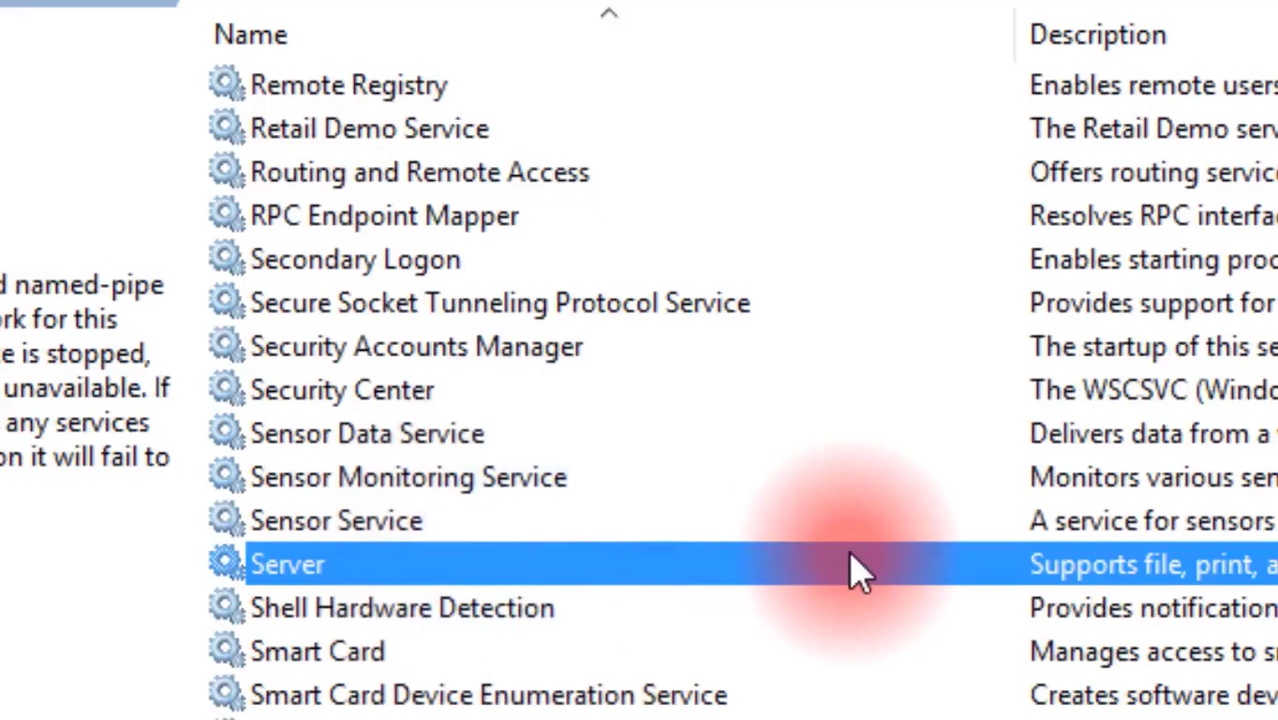 Name Description
Remote Registry Enables remote users
Retail Demo Service The Retail Demo serv
Routing and Remote Access Offers routing service
RPC Endpoint Mapper Resolves RPC interfa
Secondary Logon Enables starting proc
Secure Socket Tunneling Protocol Service Provides support for
Security Accounts Manager The startup of this se
Security Center The WSCSVC (Windo
Sensor Data Service Delivers data from a
Sensor Monitoring Service Monitors various sen
Sensor Service A service for sensors
Server Supports file, print, a
Shell Hardware Detection Provides notification
Smart Card Manages access to s
Smart Card Device Enumeration Service Creates software dev
d named-pipe
rk for this
e is stopped,
unavailable. If
any services
on it will fail to